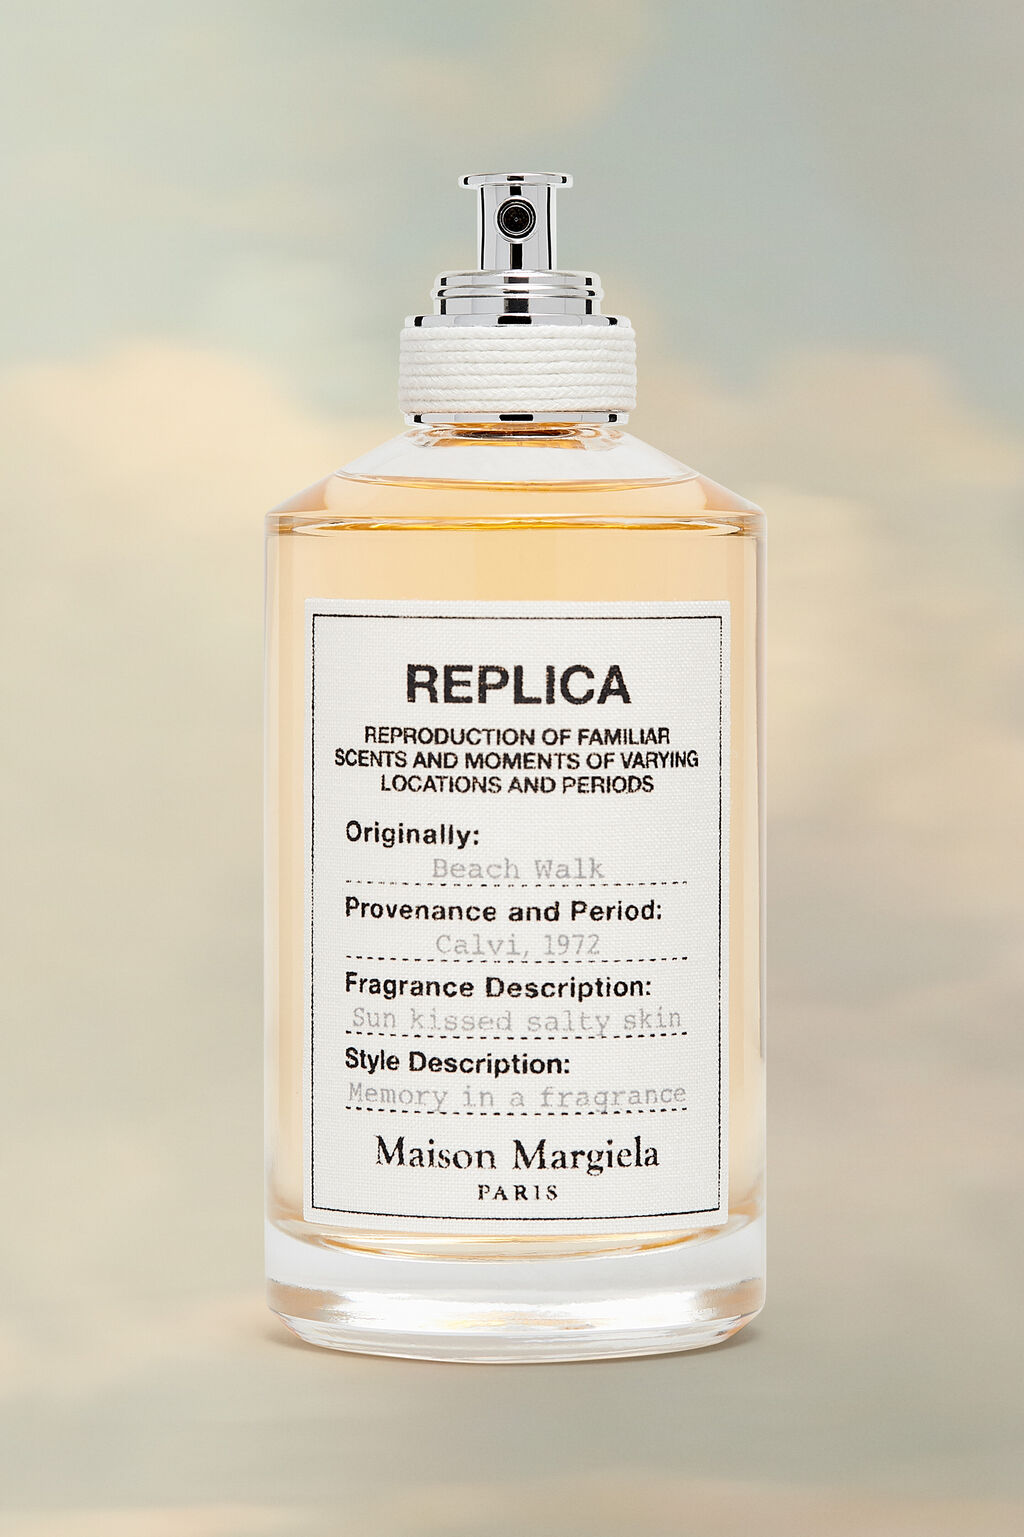 REPLICA
REPRODUCTION OF FAMILIAR
SCENTS AND MOMENTS OF VARYING
LOCATIONS AND PERIODS
Originally:
Beach Walk
Provenance and Period:
Calvi, 1972
Fragrance Description:
Sun kissed salty skin
Style Description:
Memory in a fragrance
Maison Margiela
PARIS